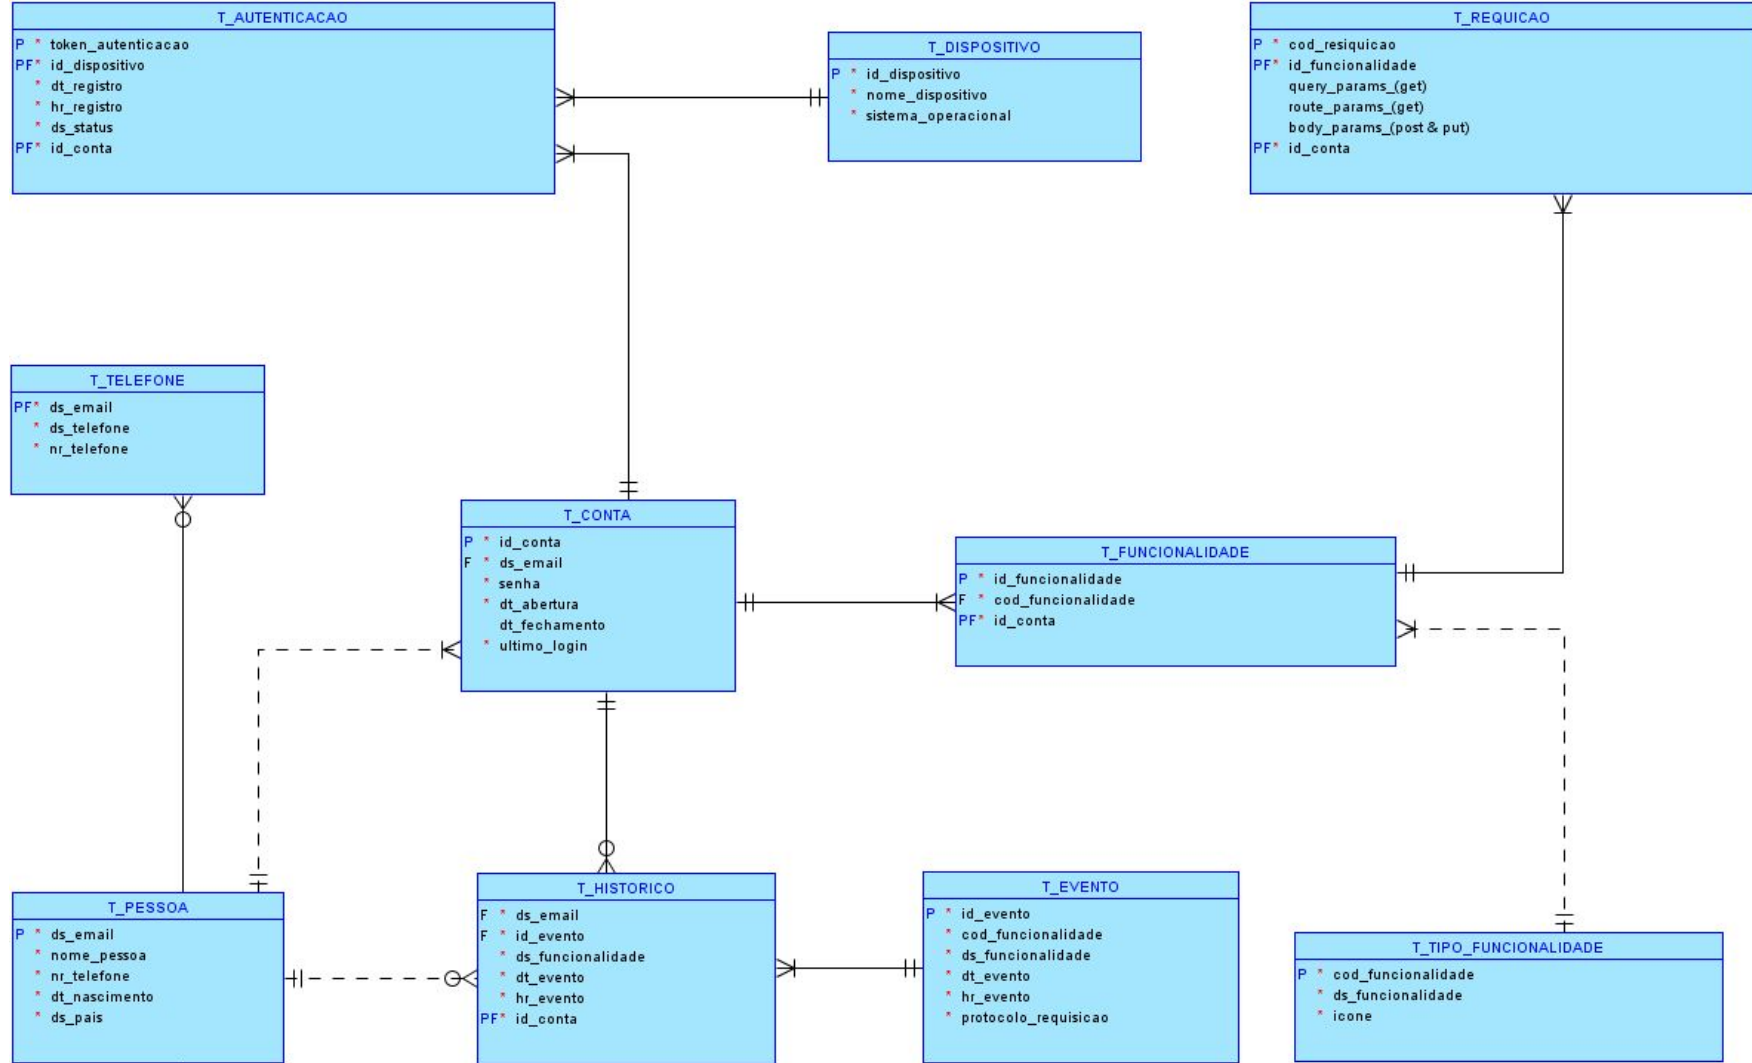 T_AUTENTICACAO
P * token_autenticacao
PF* id_dispositivo
* dt_registro
* hr_registro
* ds_status
PF* id_conta
T_DISPOSITIVO
P * id_dispositivo
* nome_dispositivo
* sistema_operacional
T_REQUICAO
P * cod_resiquicao
PF* id_funcionalidade
query_params_(get)
route_params_(get)
body_params_(post & put)
PF* id_conta
T_TELEFONE
PF* ds_email
* ds_telefone
* nr_telefone
T_CONTA
P * id_conta
F * ds_email
* senha
* dt_abertura
dt_fechamento
* ultimo_login
T_FUNCIONALIDADE
P * id_funcionalidade
F * cod_funcionalidade
PF* id_conta
T_PESSOA
P * ds_email
* nome_pessoa
* nr_telefone
* dt_nascimento
* ds_pais
T_HISTORICO
F * ds_email
F * id_evento
* ds_funcionalidade
* dt_evento
* hr_evento
PF* id_conta
T_EVENTO
P * id_evento
* cod_funcionalidade
* ds_funcionalidade
* dt_evento
* hr_evento
* protocolo_requisicao
T_TIPO_FUNCIONALIDADE
P * cod_funcionalidade
* ds_funcionalidade
* icone